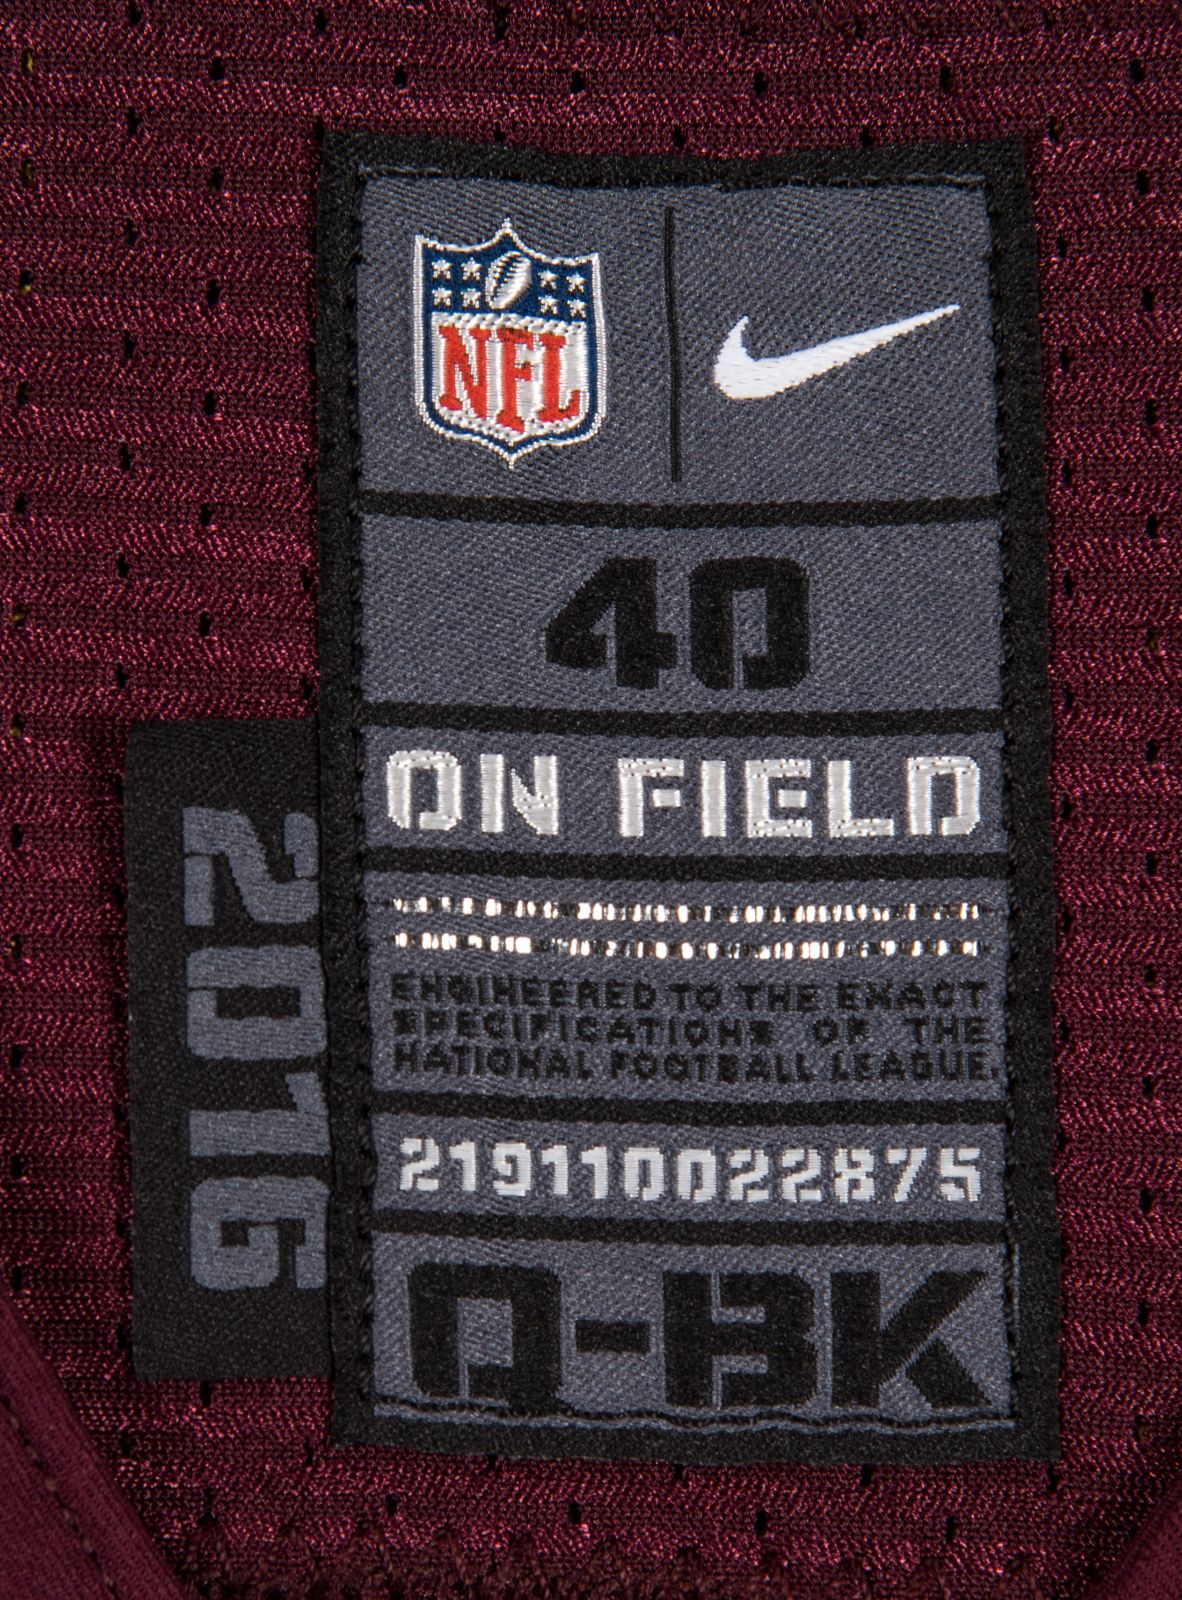 NFL
40
ON FIELD
ENGINEERED TO THE EXACT
SPECIFICATIONS OF THE
NATIONAL FOOTBALL LEAGUE.
219110022875
Q-BK
2016